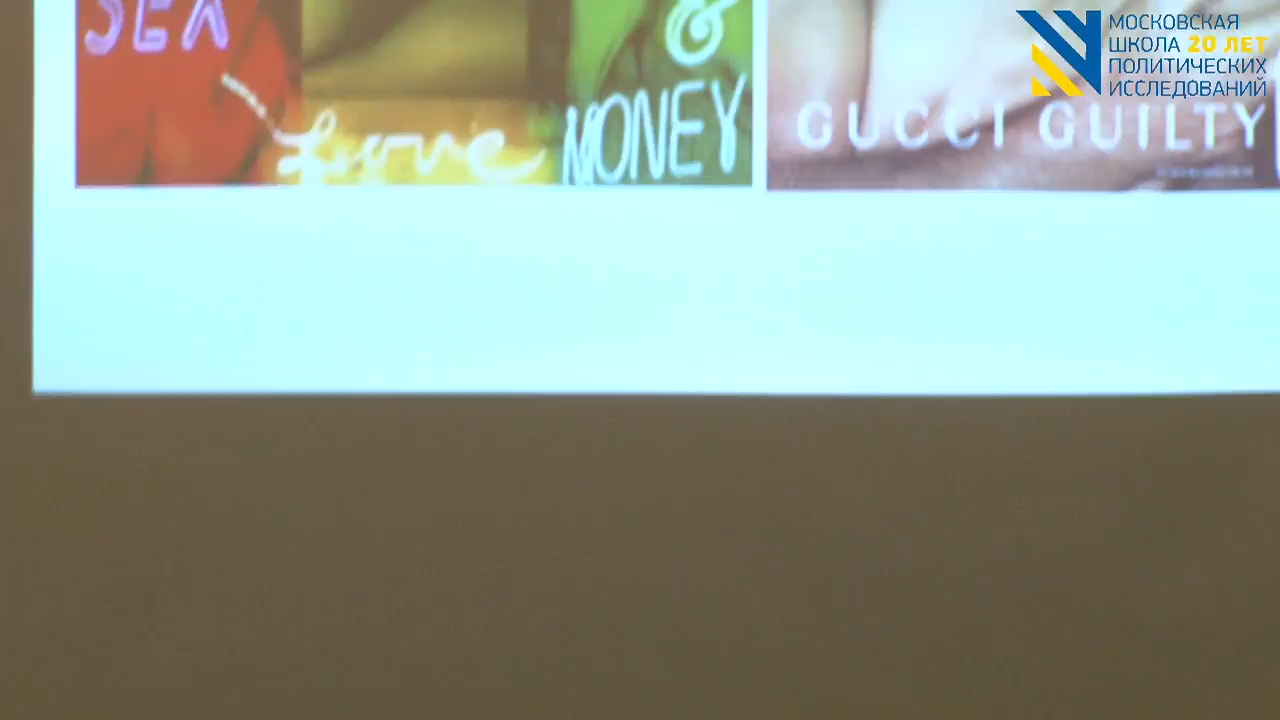 SEX
Love
&
MONEY
GUCCI GUILTY
МОСКОВСКАЯ
ШКОЛА 20 ЛЕТ
ПОЛИТИЧЕСКИХ
ИССЛЕДОВАНИЙ